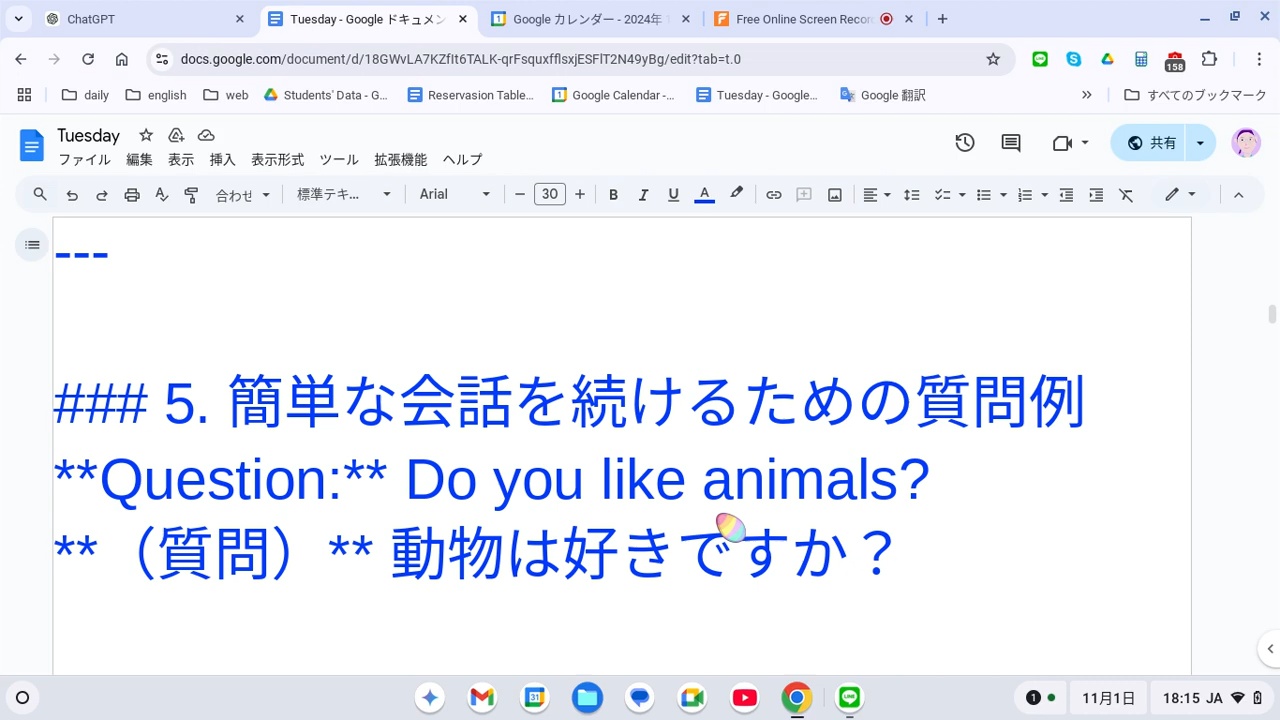 ChatGPT
Tuesday - Google ドキュメン
Google カレンダー - 2024年
Free Online Screen Recor
docs.google.com/document/d/
edit?tab=t.0
158
daily
english
web
Students' Data - G...
Reservasion Table...
Google Calendar -...
Tuesday - Google...
Google 翻訳
すべてのブックマーク
Tuesday
共有
ファイル 編集 表示 挿入 表示形式 ツール 拡張機能 ヘルプ
合わせ
標準テキ...
Arial
30
B I U A
---
### 5. 簡単な会話を続けるための質問例
**Question:** Do you like animals?
**（質問）** 動物は好きですか？
31
1
11月1日
18:15 JA